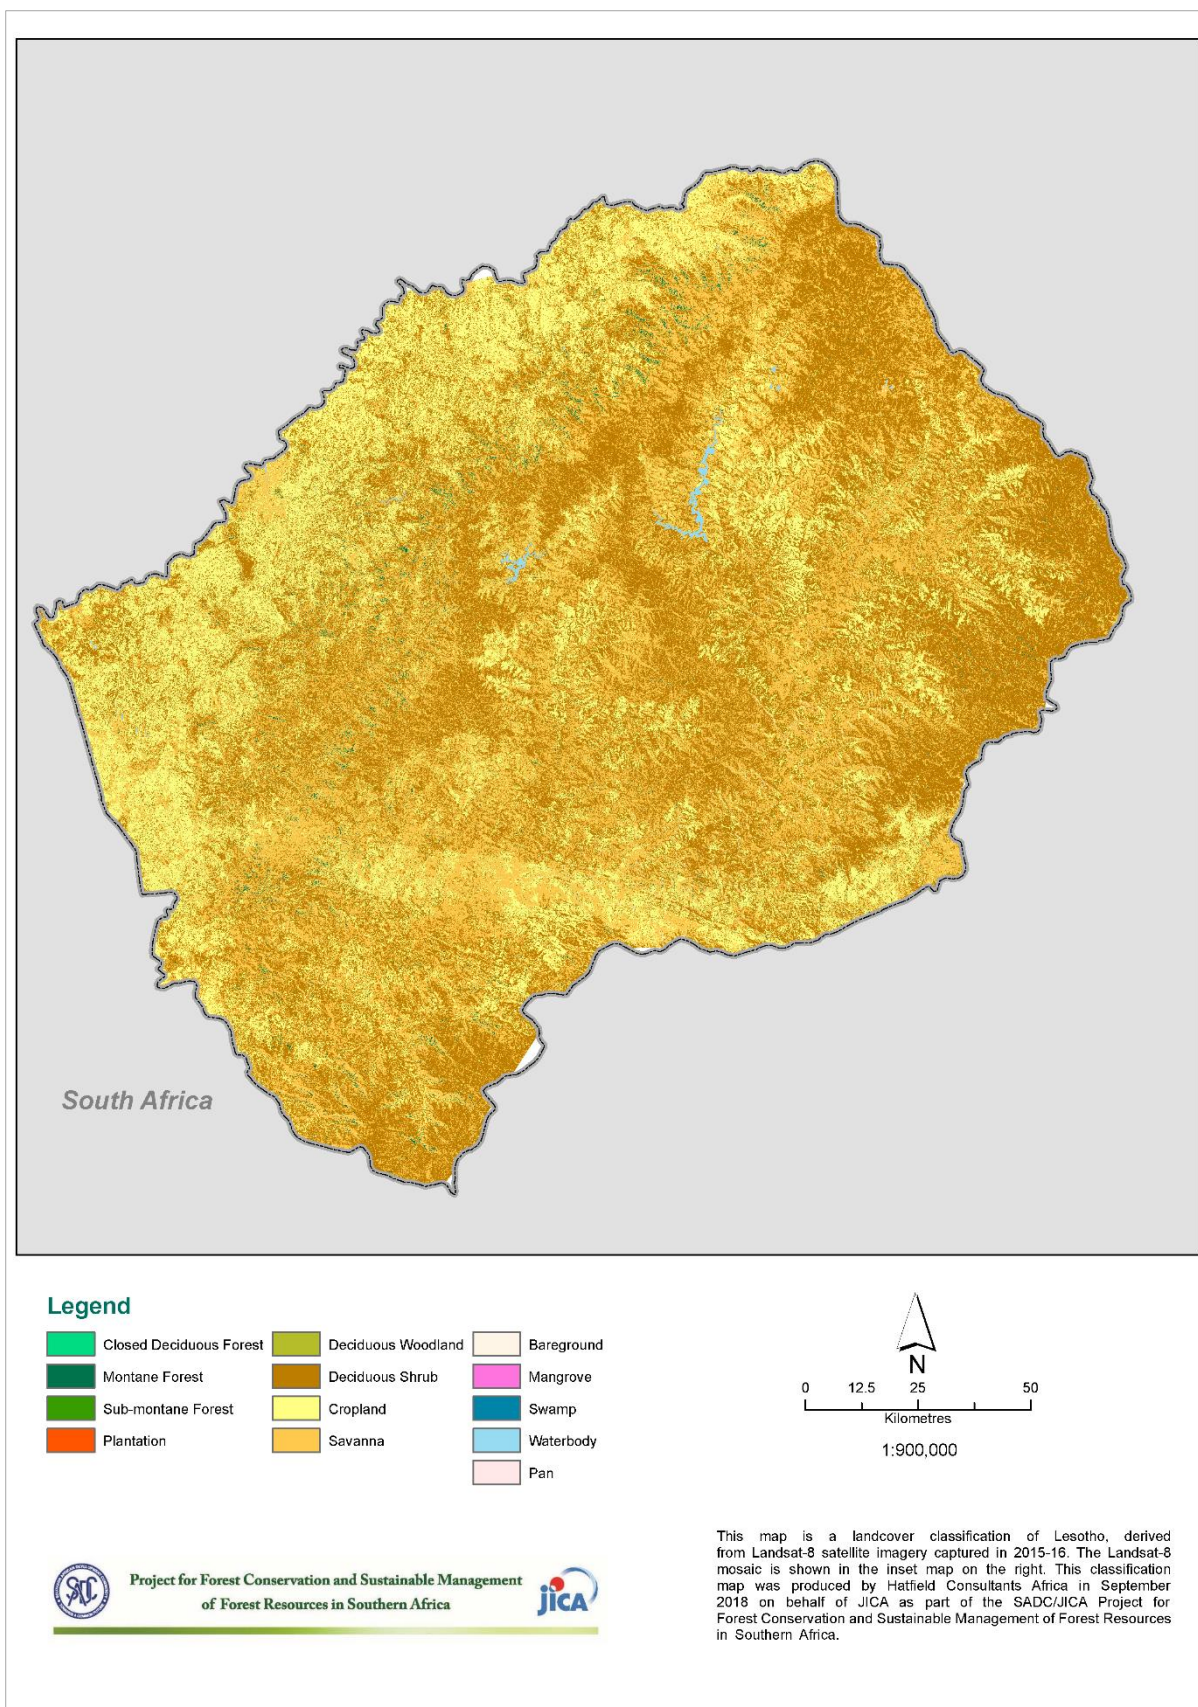 South Africa
Legend
Closed Deciduous Forest
Montane Forest
Sub-montane Forest
Plantation
Deciduous Woodland
Deciduous Shrub
Cropland
Savanna
Bareground
Mangrove
Swamp
Waterbody
Pan
N
0 12.5 25 50
Kilometres
1:900,000
SADC
Project for Forest Conservation and Sustainable Management
of Forest Resources in Southern Africa
jICA
This map is a landcover classification of Lesotho, derived
from Landsat-8 satellite imagery captured in 2015-16. The Landsat-8
mosaic is shown in the inset map on the right. This classification
map was produced by Hatfield Consultants Africa in September
2018 on behalf of JICA as part of the SADC/JICA Project for
Forest Conservation and Sustainable Management of Forest Resources
in Southern Africa.